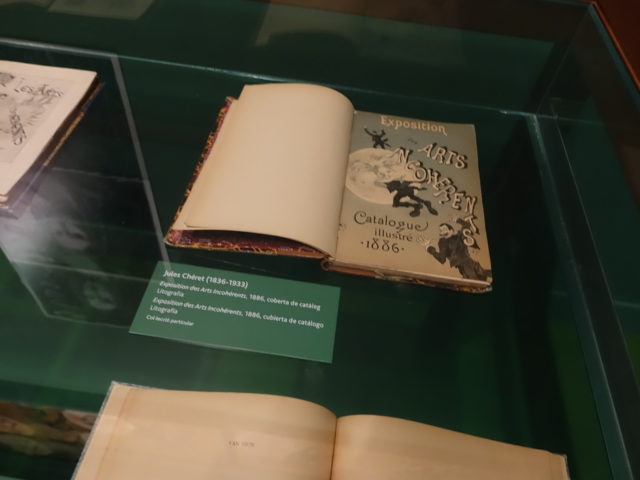 Exposition
des
ARTS
INCOHERENTS
Catalogue
illustré
·1886·
Jules Chéret (1836-1933)
Exposition des Arts Incohérents, 1886, coberta de catàleg
Litografia
Exposition des Arts Incohérents, 1886, cubierta de catálogo
Litografía
Col·lecció particular